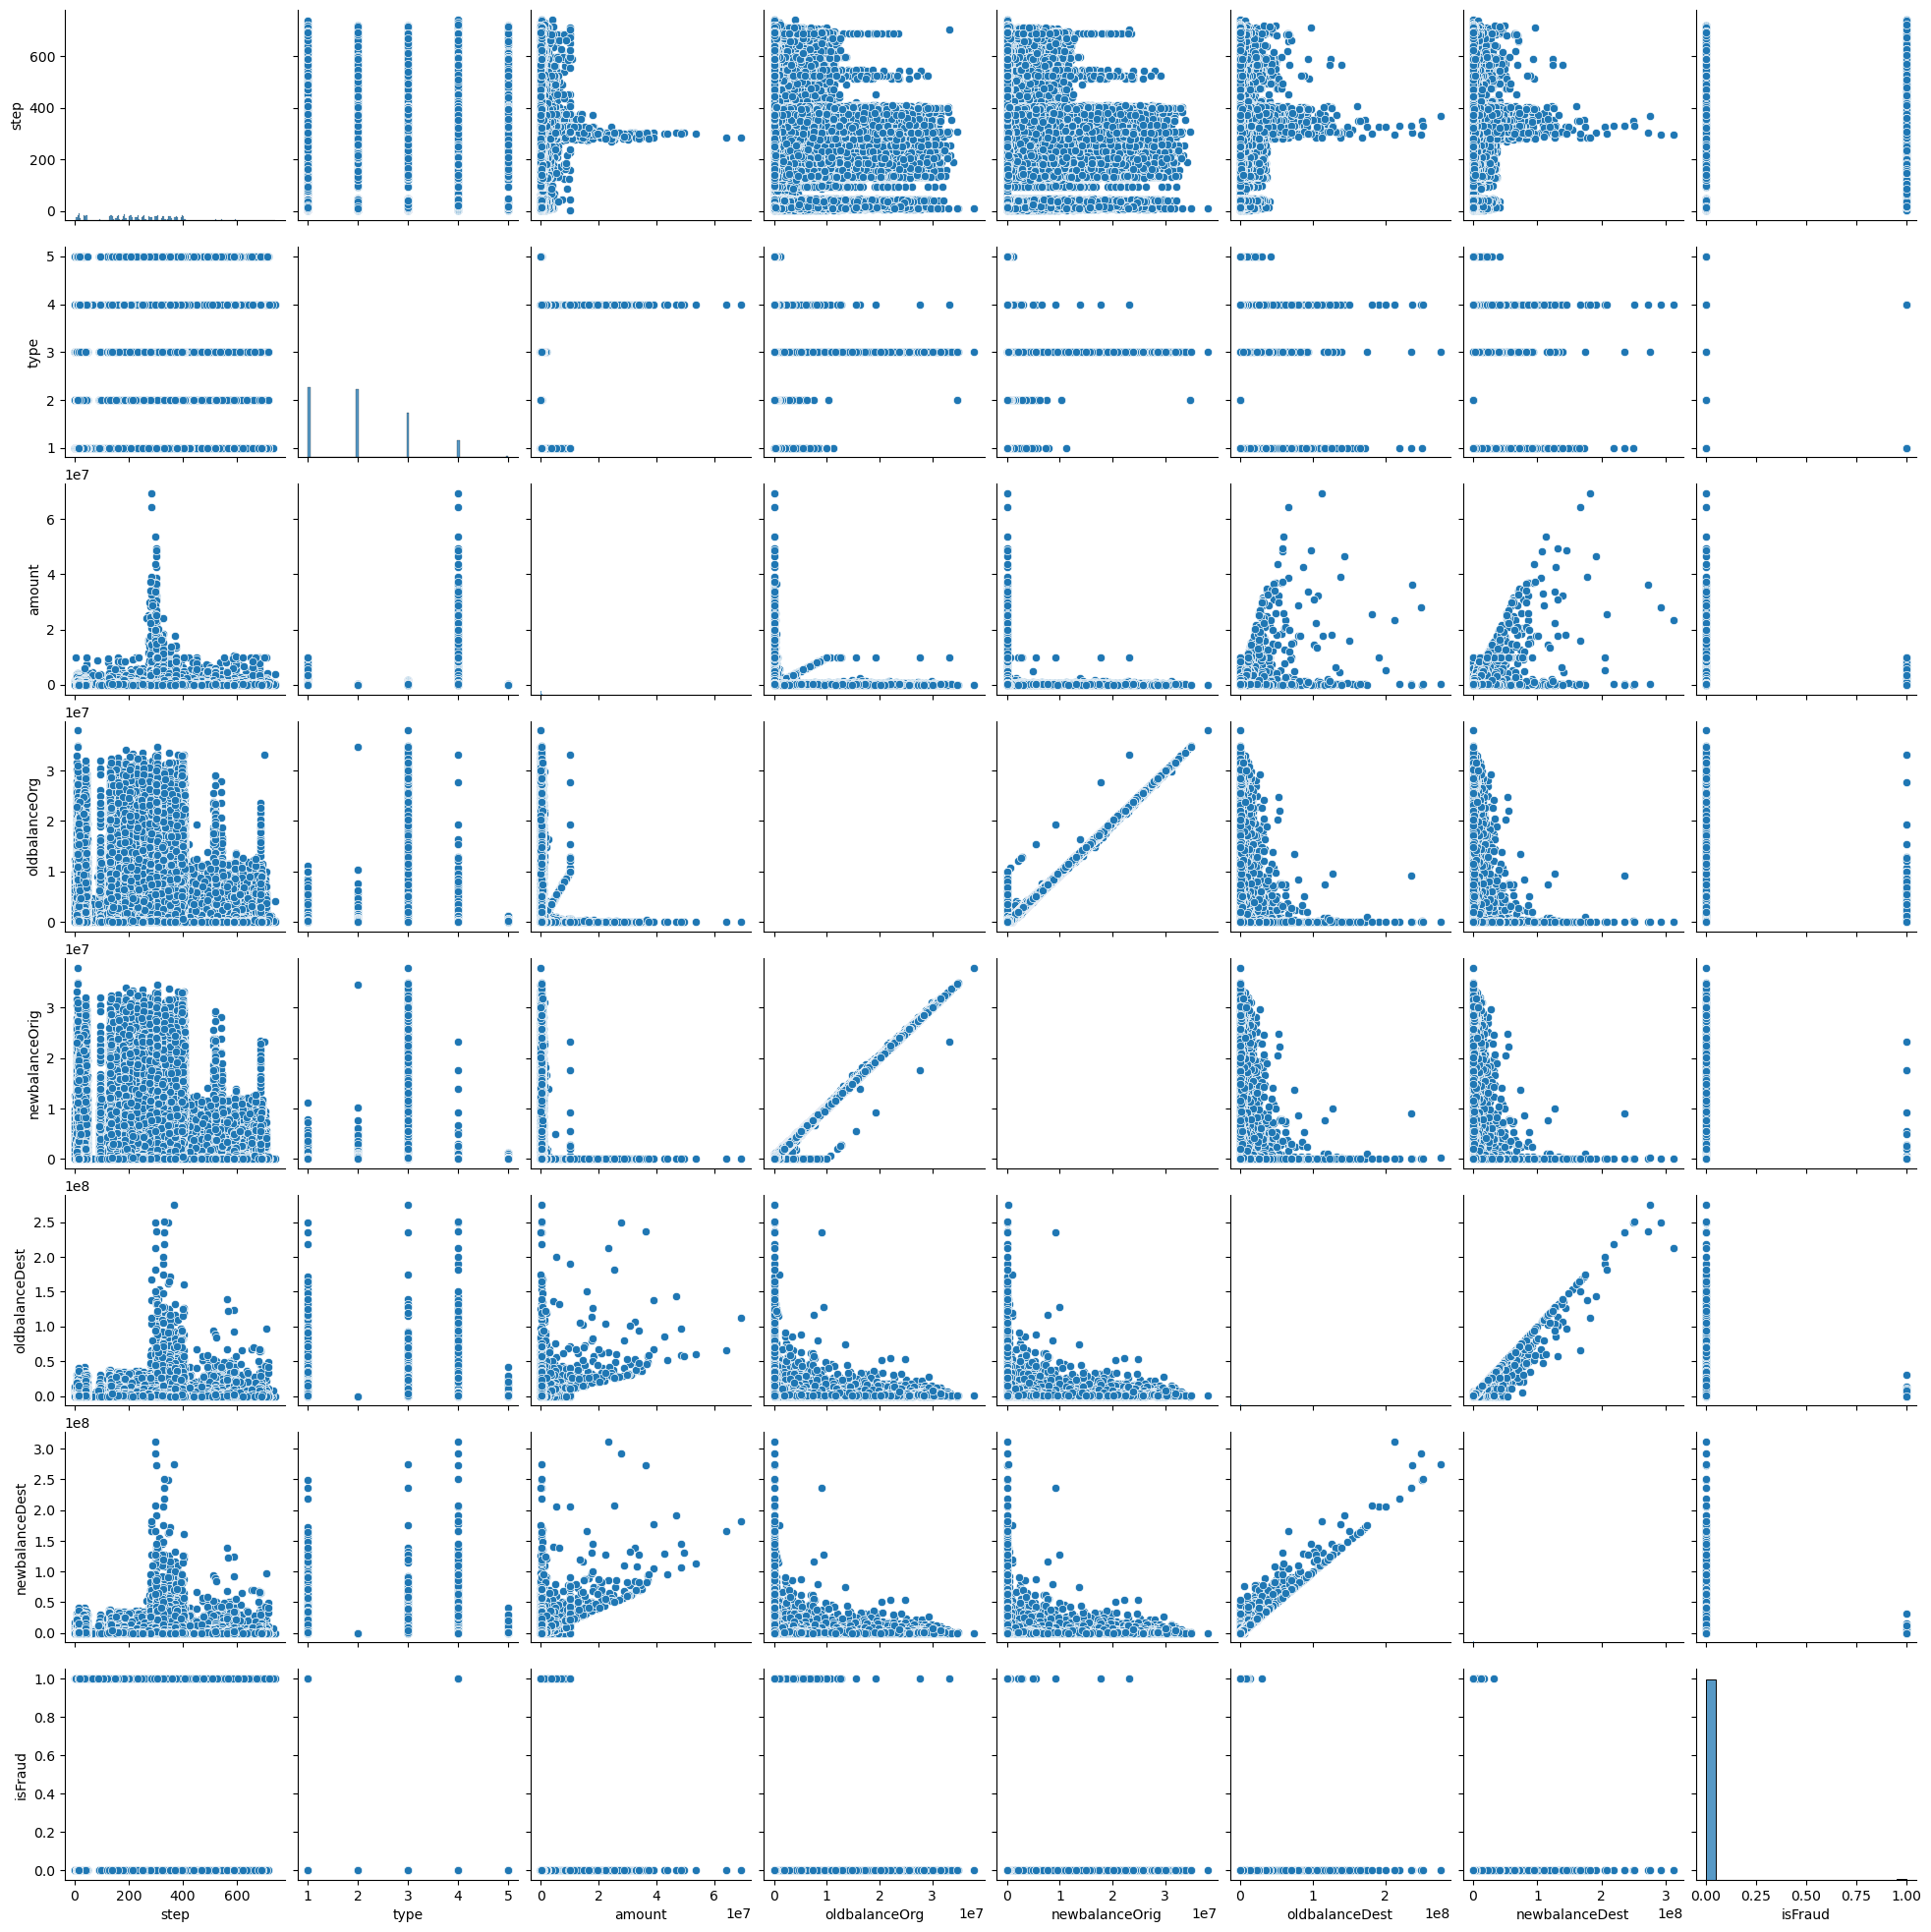 600
400
200
0
step
5
4
3
2
1
type
1e7
6
4
2
0
amount
1e7
3
2
1
0
oldbalanceOrg
1e7
3
2
1
0
newbalanceOrig
1e8
2.5
2.0
1.5
1.0
0.5
0.0
oldbalanceDest
1e8
3.0
2.5
2.0
1.5
1.0
0.5
0.0
newbalanceDest
1.0
0.8
0.6
0.4
0.2
0.0
isFraud
0 200 400 600 1 2 3 4 5 0 2 4 6 0 1 2 3 0 1 2 3 0 1 2 0 1 2 3 0.00 0.25 0.50 0.75 1.00
step type amount 1e7 oldbalanceOrg 1e7 newbalanceOrig 1e7 oldbalanceDest 1e8 newbalanceDest 1e8 isFraud